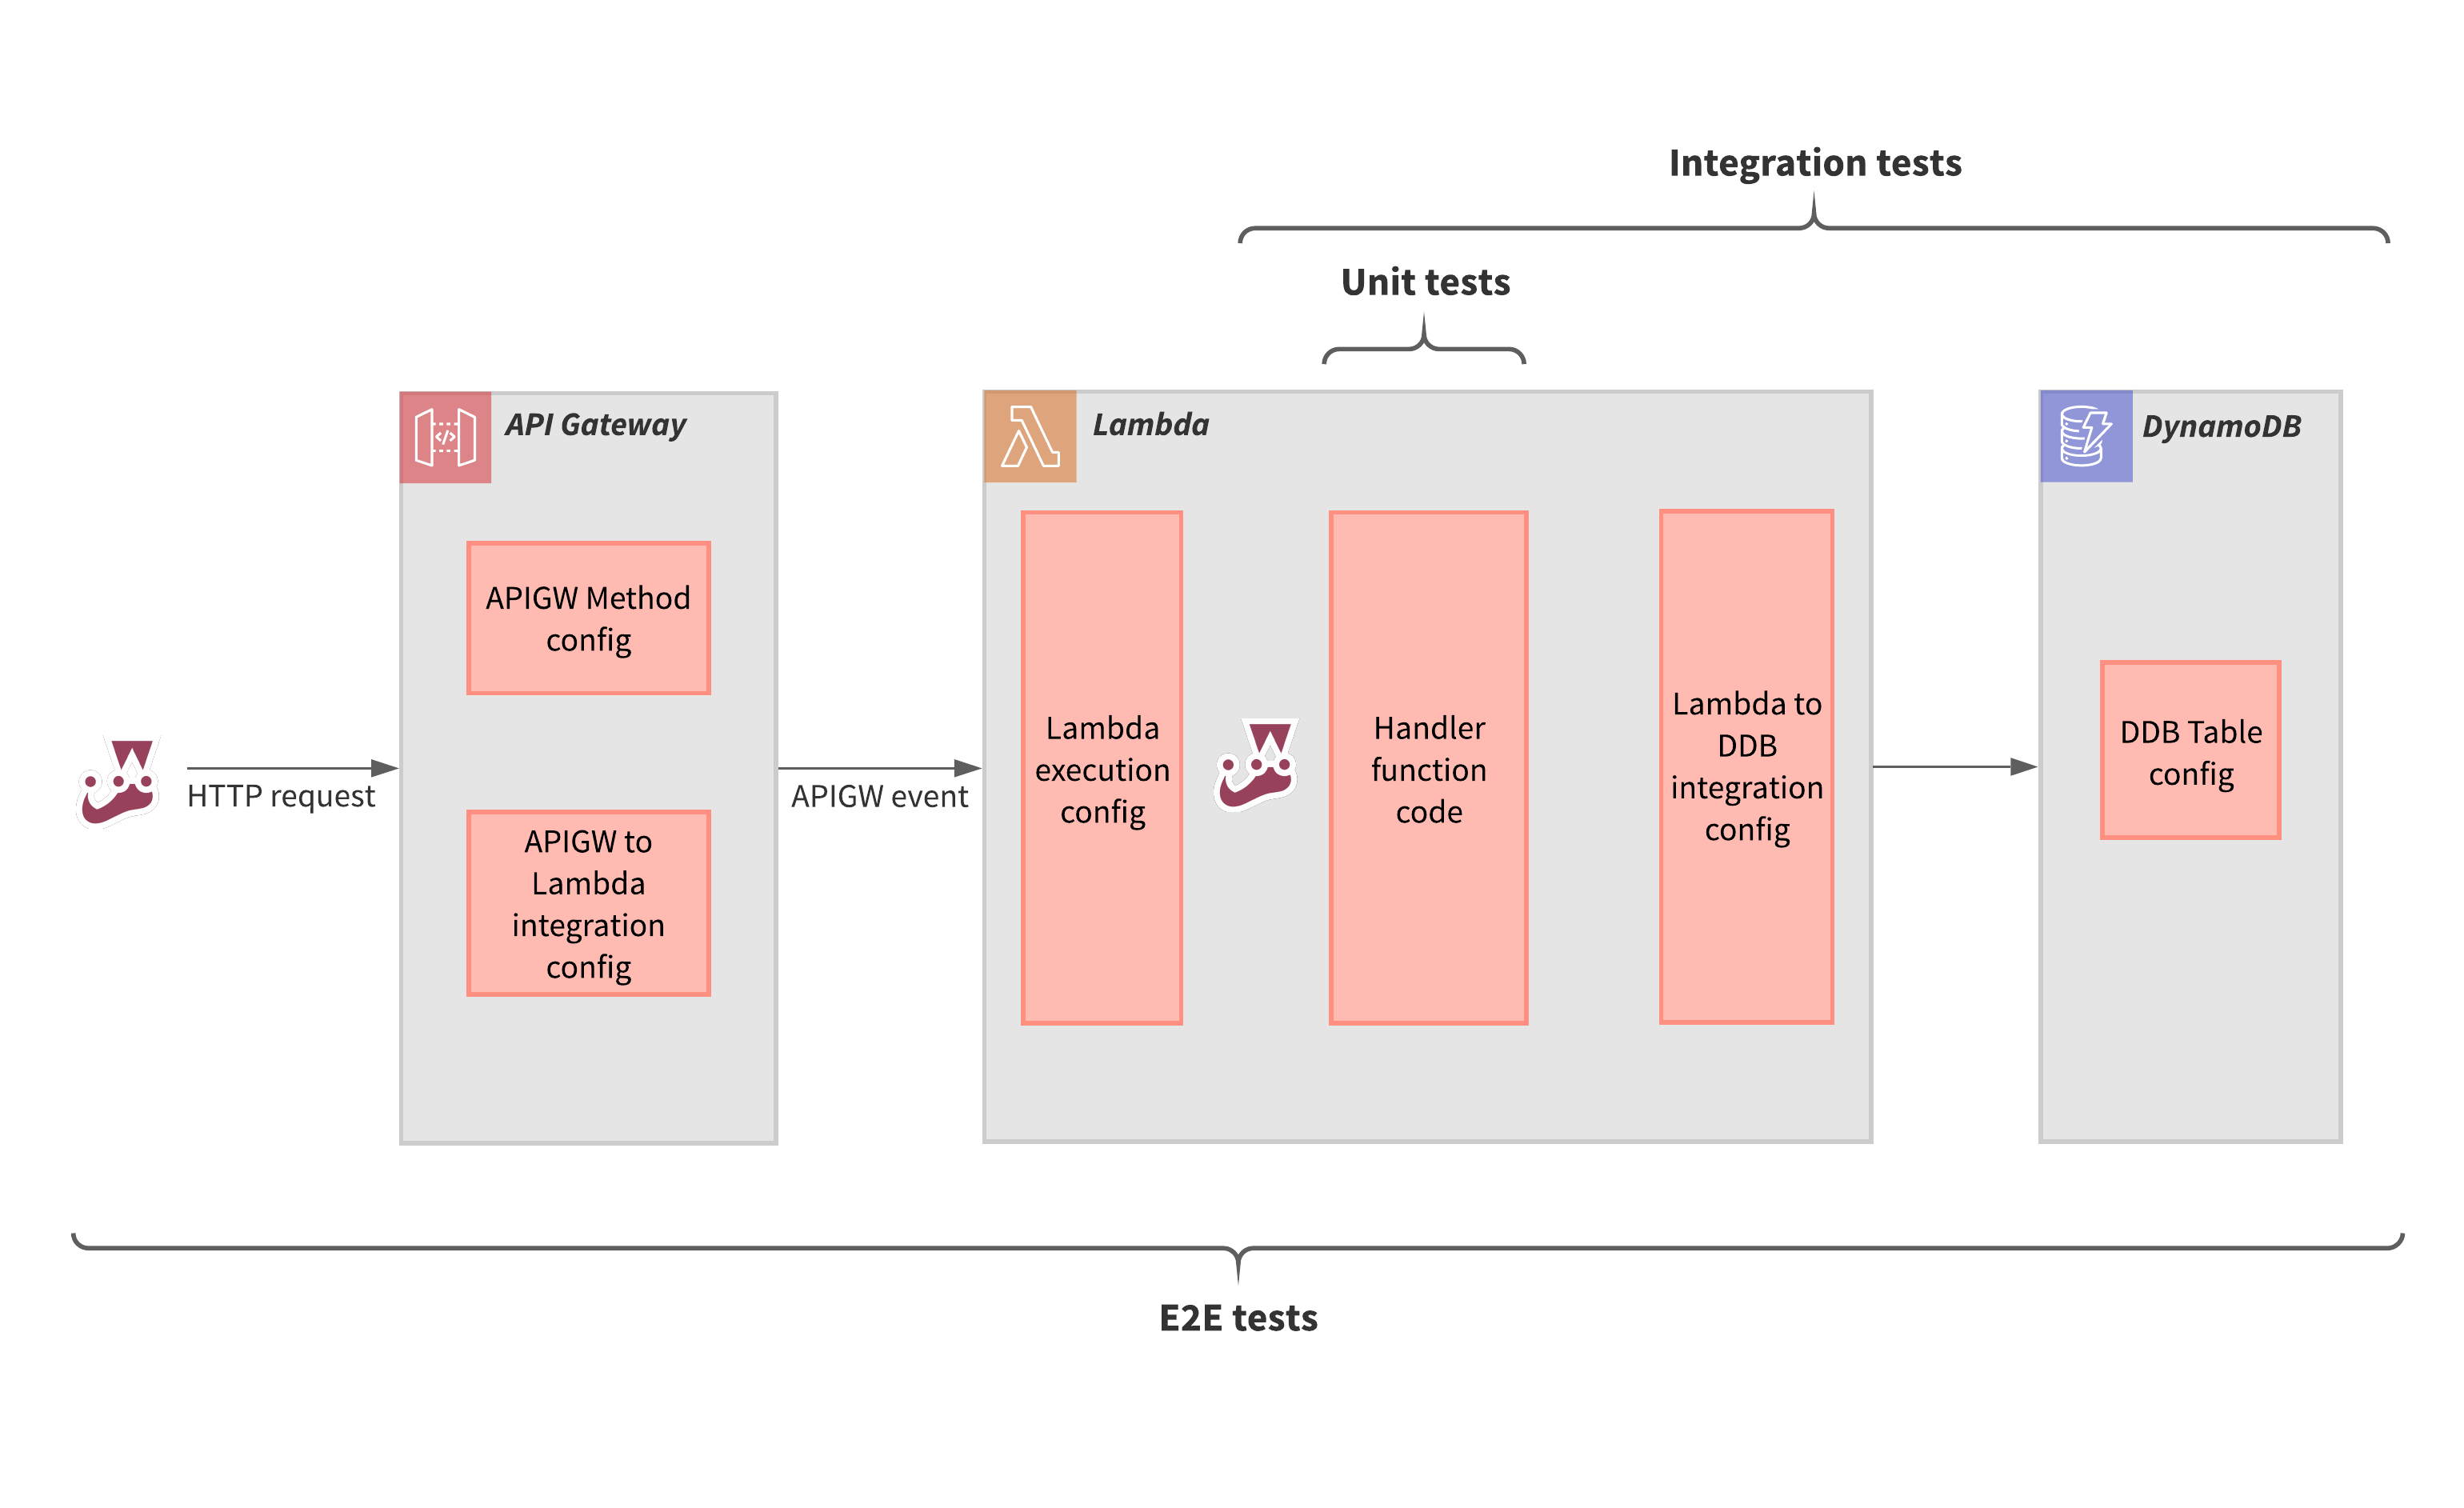 Integration tests
Unit tests
API Gateway
Lambda
DynamoDB
APIGW Method
config
APIGW to
Lambda
integration
config
HTTP request
APIGW event
Lambda
execution
config
Handler
function
code
Lambda to
DDB
integration
config
DDB Table
config
E2E tests